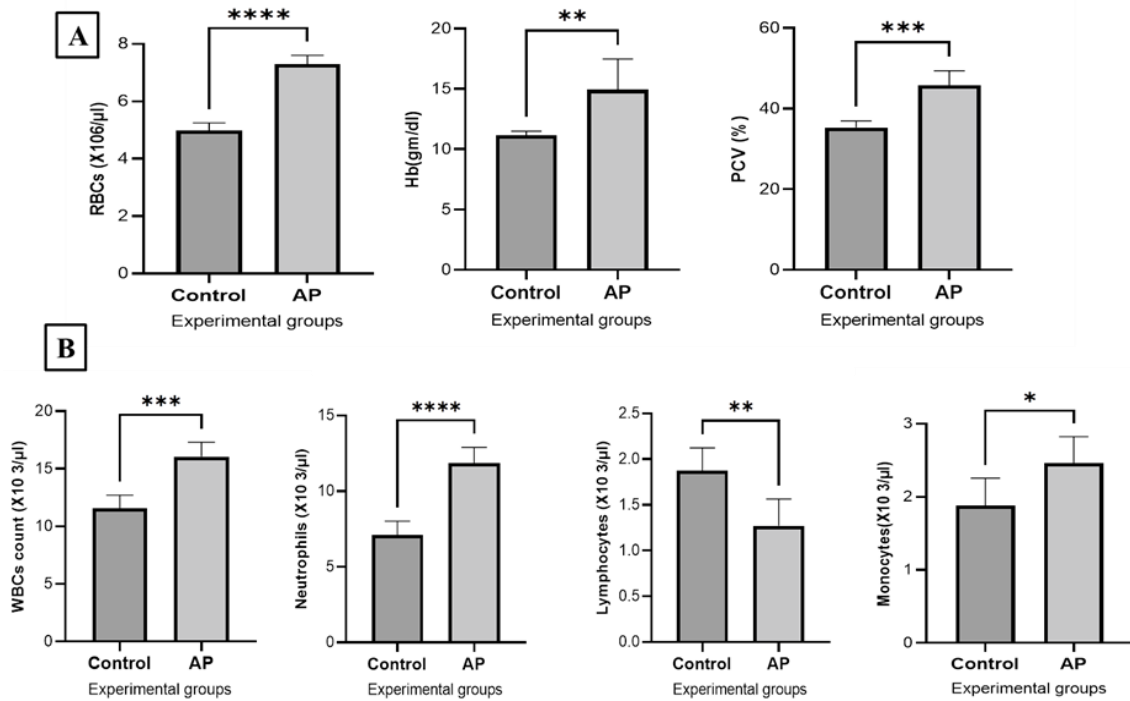 A
RBCs (X106/µl)
8
6
4
2
0
****
Control AP
Experimental groups
Hb(gm/dl)
20
15
10
5
0
**
Control AP
Experimental groups
PCV (%)
60
40
20
0
***
Control AP
Experimental groups
B
WBCs count (X10 3/µl)
20
15
10
5
0
***
Control AP
Experimental groups
Neutrophils (X10 3/µl)
15
10
5
0
****
Control AP
Experimental groups
Lymphocytes (X10 3/µl)
2.5
2.0
1.5
1.0
0.5
0.0
**
Control AP
Experimental groups
Monocytes(X10 3/µl)
3
2
1
0
*
Control AP
Experimental groups